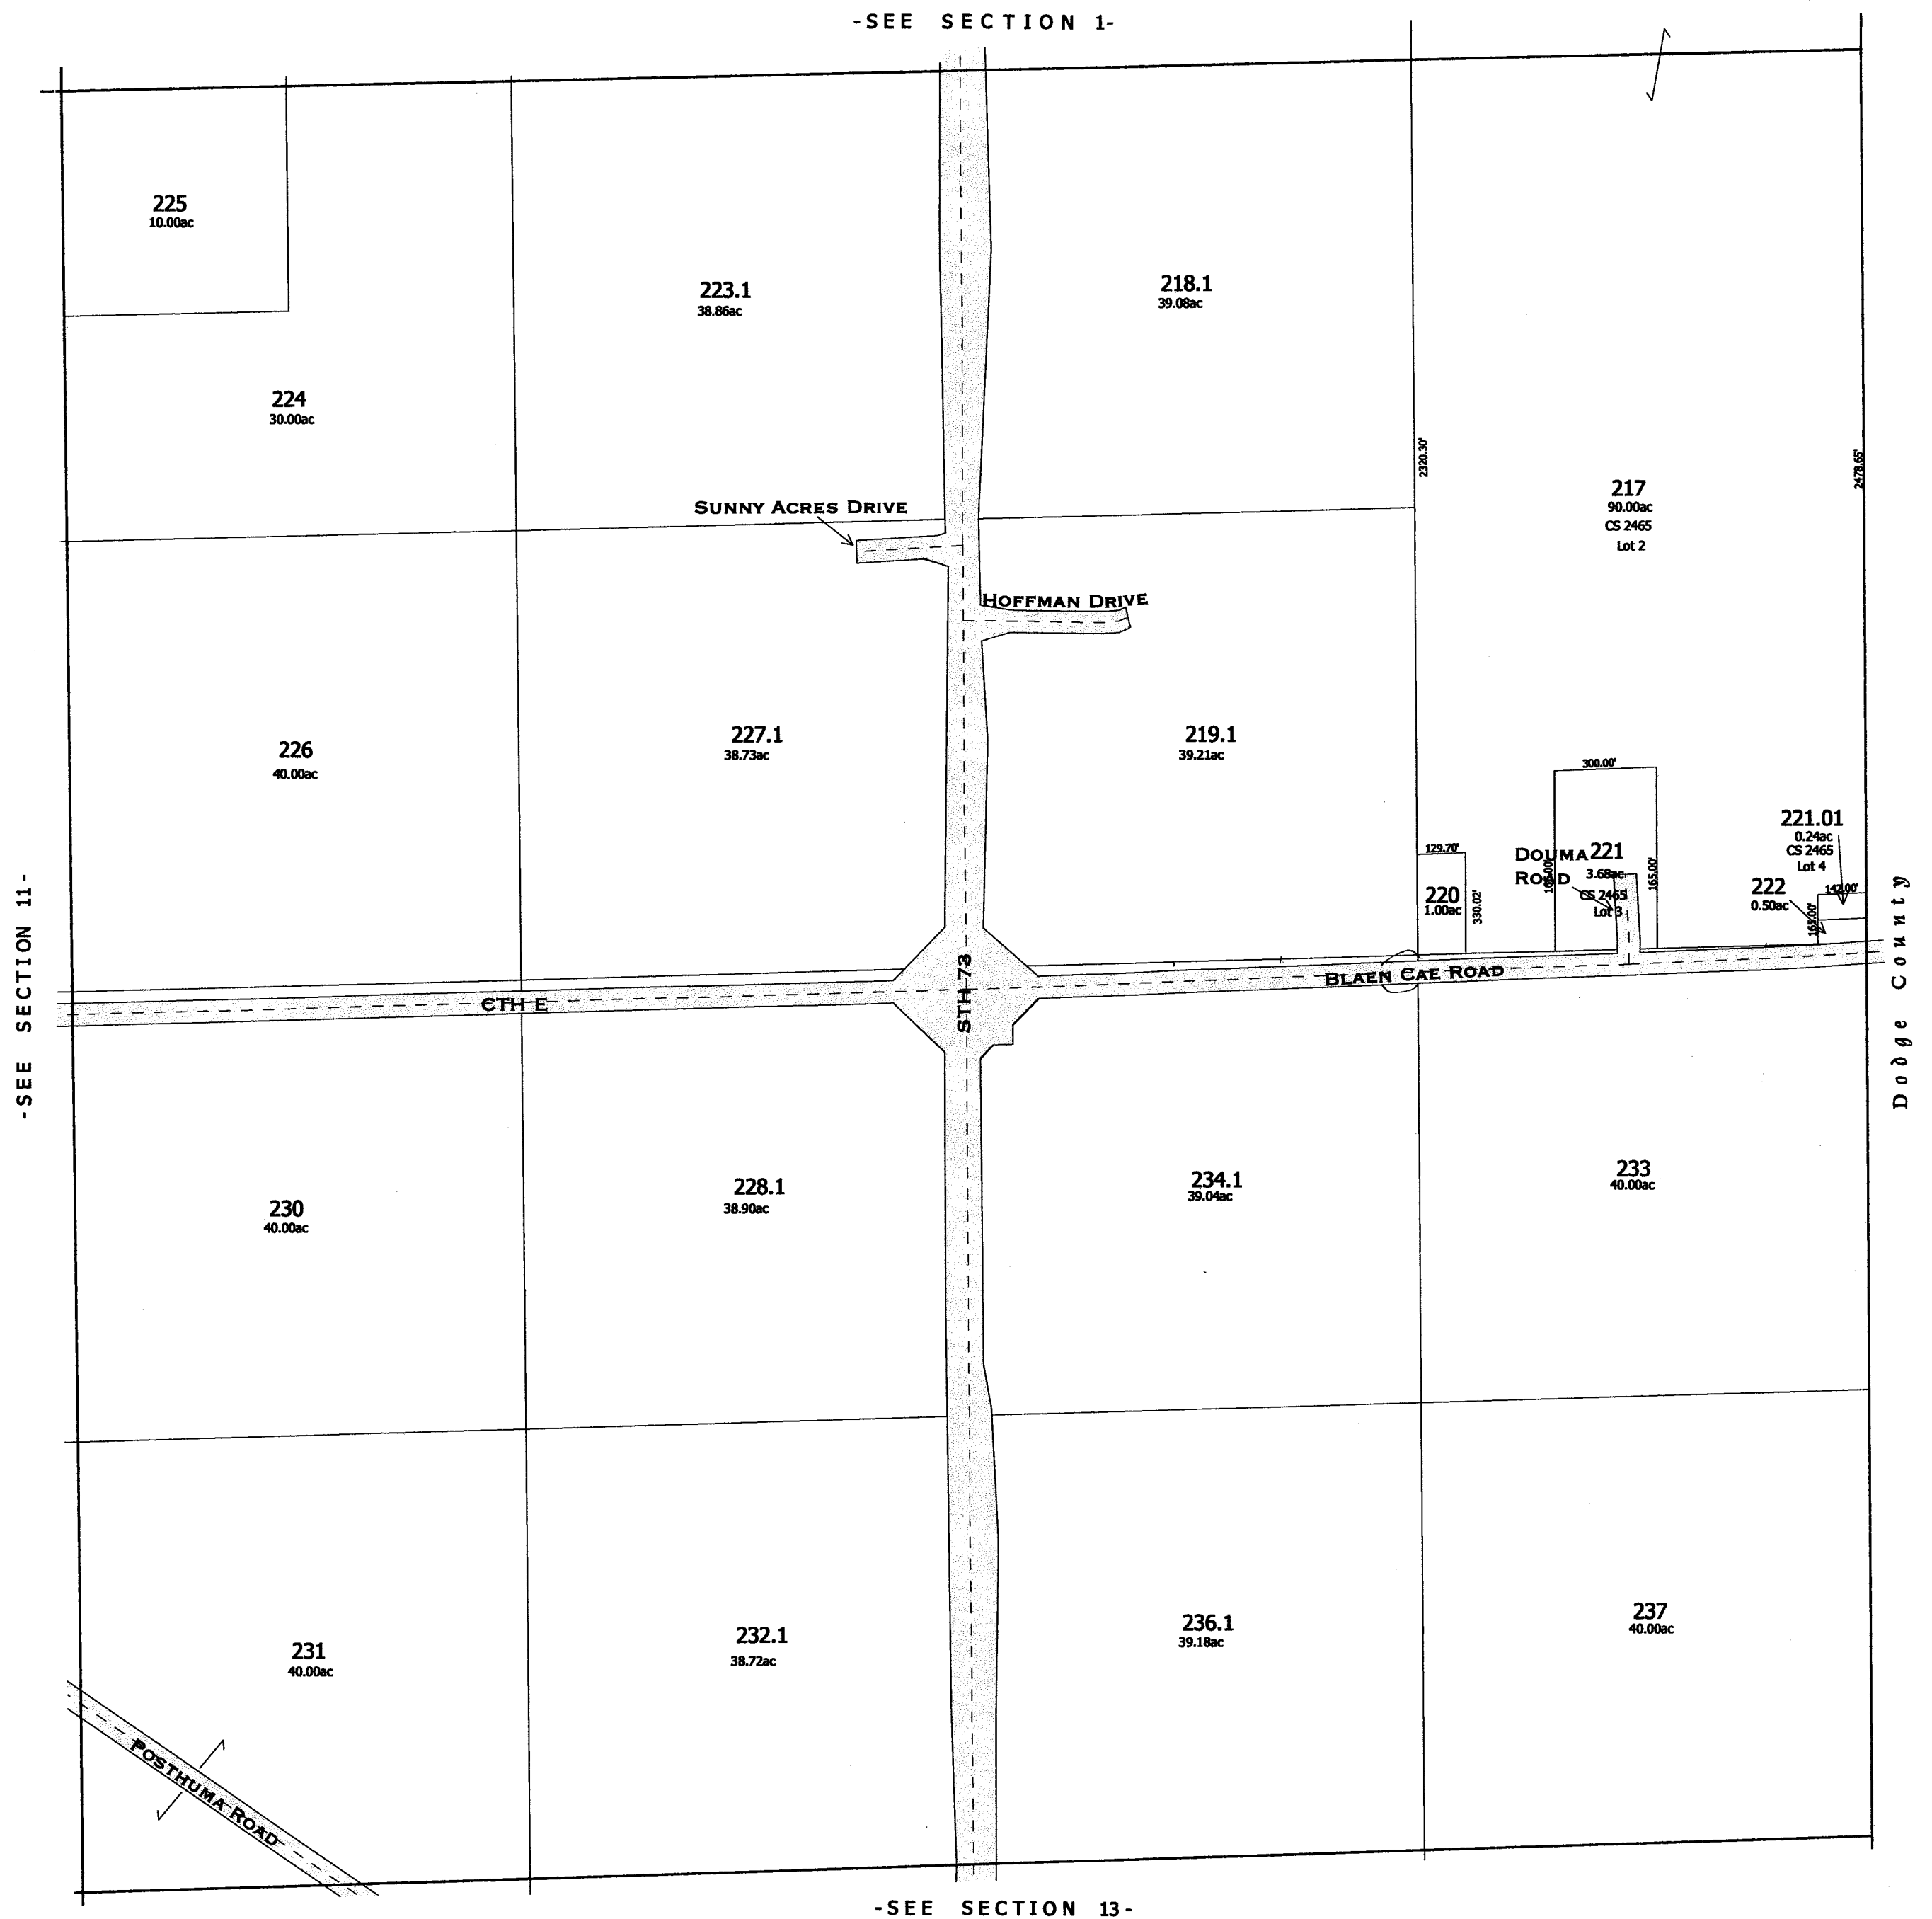 -SEE SECTION 1-
225
10.00ac
223.1
38.86ac
218.1
39.08ac
224
30.00ac
2320.30'
2478.65'
217
90.00ac
CS 2465
Lot 2
SUNNY ACRES DRIVE
HOFFMAN DRIVE
226
40.00ac
227.1
38.73ac
219.1
39.21ac
300.00'
221.01
0.24ac
CS 2465
Lot 4
129.70'
DOUMA
ROAD
221
3.68ac
CS 2465
Lot 3
165.00'
165.00'
220
1.00ac
330.02'
222
0.50ac
142.00'
165.00'
-SEE SECTION 11-
Dodge County
CTH E
STH 73
BLAEN CAE ROAD
230
40.00ac
228.1
38.90ac
234.1
39.04ac
233
40.00ac
231
40.00ac
232.1
38.72ac
236.1
39.18ac
237
40.00ac
POSTHUMA ROAD
-SEE SECTION 13-